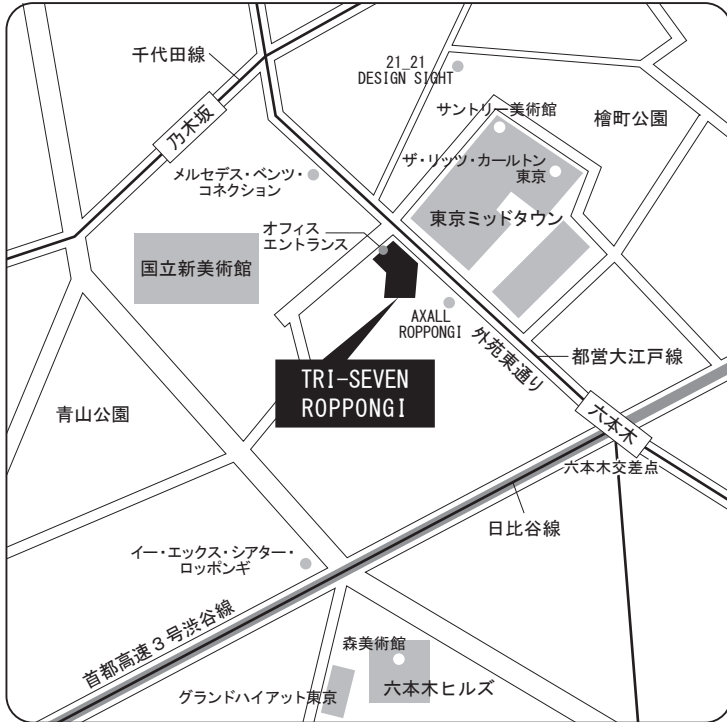 千代田線
乃木坂
21_21
DESIGN SIGHT
サントリー美術館
檜町公園
メルセデス・ベンツ・
コネクション
ザ・リッツ・カールトン
東京
東京ミッドタウン
オフィス
エントランス
国立新美術館
AXALL
ROPPONGI
外苑東通り
都営大江戸線
TRI-SEVEN
ROPPONGI
青山公園
六本木
六本木交差点
日比谷線
イー・エックス・シアター・
ロッポンギ
首都高速3号渋谷線
森美術館
グランドハイアット東京
六本木ヒルズ